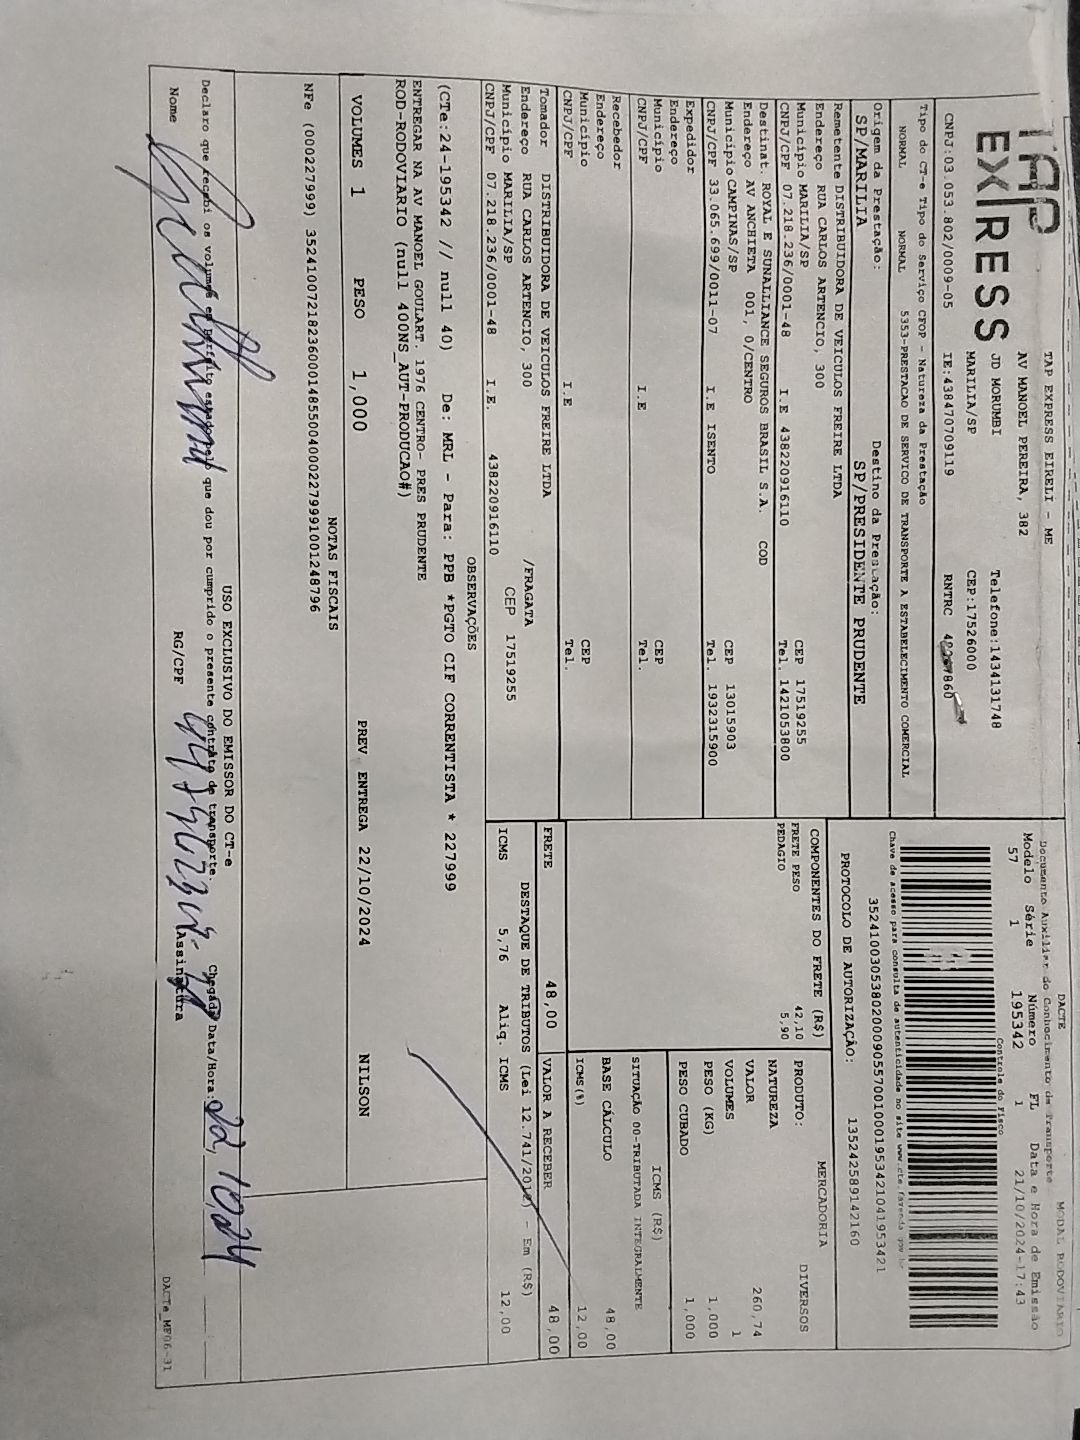 TAP EXPRESS
TAP EXPRESS EIRELI - ME
AV MANOEL PEREIRA, 382
JD MORUMBI Telefone:1434131748
MARILIA/SP CEP:17526000
CNPJ:03.053.802/0009-05 IE:438470709119 RNTRC
Tipo do CT-e Tipo do Serviço CFOP - Natureza da Prestação
NORMAL NORMAL 5353-PRESTACAO DE SERVICO DE TRANSPORTE A ESTABELECIMENTO COMERCIAL
Origem da Prestação: Destino da Prestação:
SP/MARILIA SP/PRESIDENTE PRUDENTE
DACTE MODAL RODOVIARIO
Documento Auxiliar do Conhecimento de Transporte
Modelo Série Número FL Data e Hora de Emissão
57 1 195342 1 21/10/2024-17:43
Controle do Fisco
Chave de acesso para consulta de autenticidade no site www.cte.fazenda.gov.br
35241003053802000905570010001953421041953421
PROTOCOLO DE AUTORIZAÇÃO: 135242589142160
Remetente DISTRIBUIDORA DE VEICULOS FREIRE LTDA
Endereço RUA CARLOS ARTENCIO, 300
Município MARILIA/SP CEP 17519255
CNPJ/CPF 07.218.236/0001-48 I.E 438220916110 Tel. 1421053800
Destinat. ROYAL E SUNALLIANCE SEGUROS BRASIL S.A. COD
Endereço AV ANCHIETA 001, 0/CENTRO
Município CAMPINAS/SP CEP 13015903
CNPJ/CPF 33.065.699/0011-07 I.E ISENTO Tel. 1932315900
Expedidor
Endereço
Município CEP
CNPJ/CPF I.E Tel.
Recebedor
Endereço
Município CEP
CNPJ/CPF I.E Tel.
Tomador DISTRIBUIDORA DE VEICULOS FREIRE LTDA
Endereço RUA CARLOS ARTENCIO, 300 /FRAGATA
Município MARILIA/SP CEP 17519255
CNPJ/CPF 07.218.236/0001-48 I.E. 438220916110
COMPONENTES DO FRETE (R$)
FRETE PESO 42,10
PEDAGIO 5,90
MERCADORIA
PRODUTO: DIVERSOS
NATUREZA
VALOR 260,74
VOLUMES 1
PESO (KG) 1,000
PESO CUBADO 1,000
ICMS (R$)
SITUAÇÃO 00-TRIBUTADA INTEGRALMENTE
BASE CÁLCULO 48,00
ICMS(%) 12,00
FRETE 48,00 VALOR A RECEBER 48,00
DESTAQUE DE TRIBUTOS (Lei 12.741/2012) - Em (R$)
ICMS 5,76 Aliq. ICMS 12,00
OBSERVAÇÕES
(CTe:24-195342 // null 40) De: MRL - Para: PPB *PGTO CIF CORRENTISTA * 227999
ENTREGAR NA AV MANOEL GOULART. 1976 CENTRO- PRES PRUDENTE
ROD-RODOVIARIO (null 400NS_AUT-PRODUCAO#)
VOLUMES 1 PESO 1,000 PREV ENTREGA 22/10/2024 NILSON
NOTAS FISCAIS
NFe (000227999) 35241007218236000148550040002279991001248796
USO EXCLUSIVO DO EMISSOR DO CT-e
Declaro que recebi os volumes em perfeito estado pelo que dou por cumprido o presente contrato de transporte.
Chegada Data/Hora: 22/10/24
Nome RG/CPF Assinatura
DACTe_MF06-31